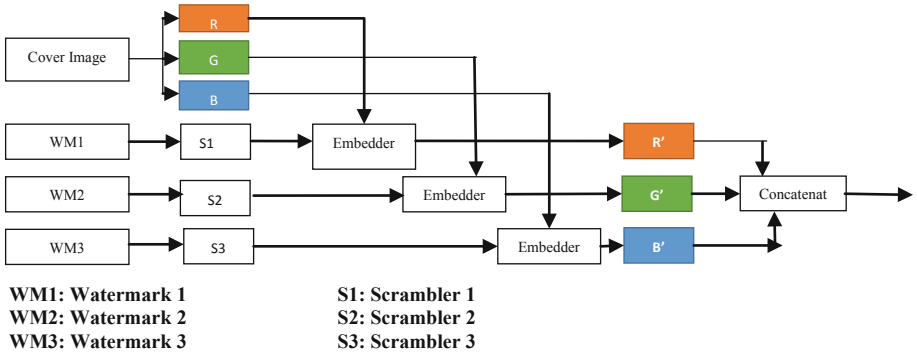 R
Cover Image
G
B
WM1
S1
Embedder
R’
WM2
S2
Embedder
G’
Concatenat
WM3
S3
Embedder
B’
WM1: Watermark 1
S1: Scrambler 1
WM2: Watermark 2
S2: Scrambler 2
WM3: Watermark 3
S3: Scrambler 3